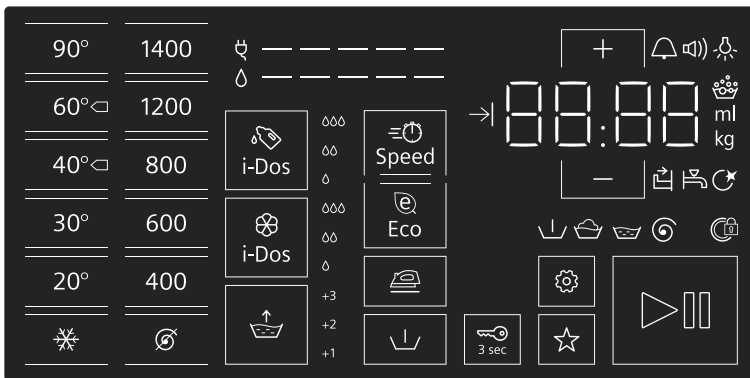 90° 1400
60° 1200
40° 800
30° 600
20° 400
i-Dos
i-Dos
+3
+2
+1
Speed
e
Eco
3 sec
+
88:88
ml
kg
−